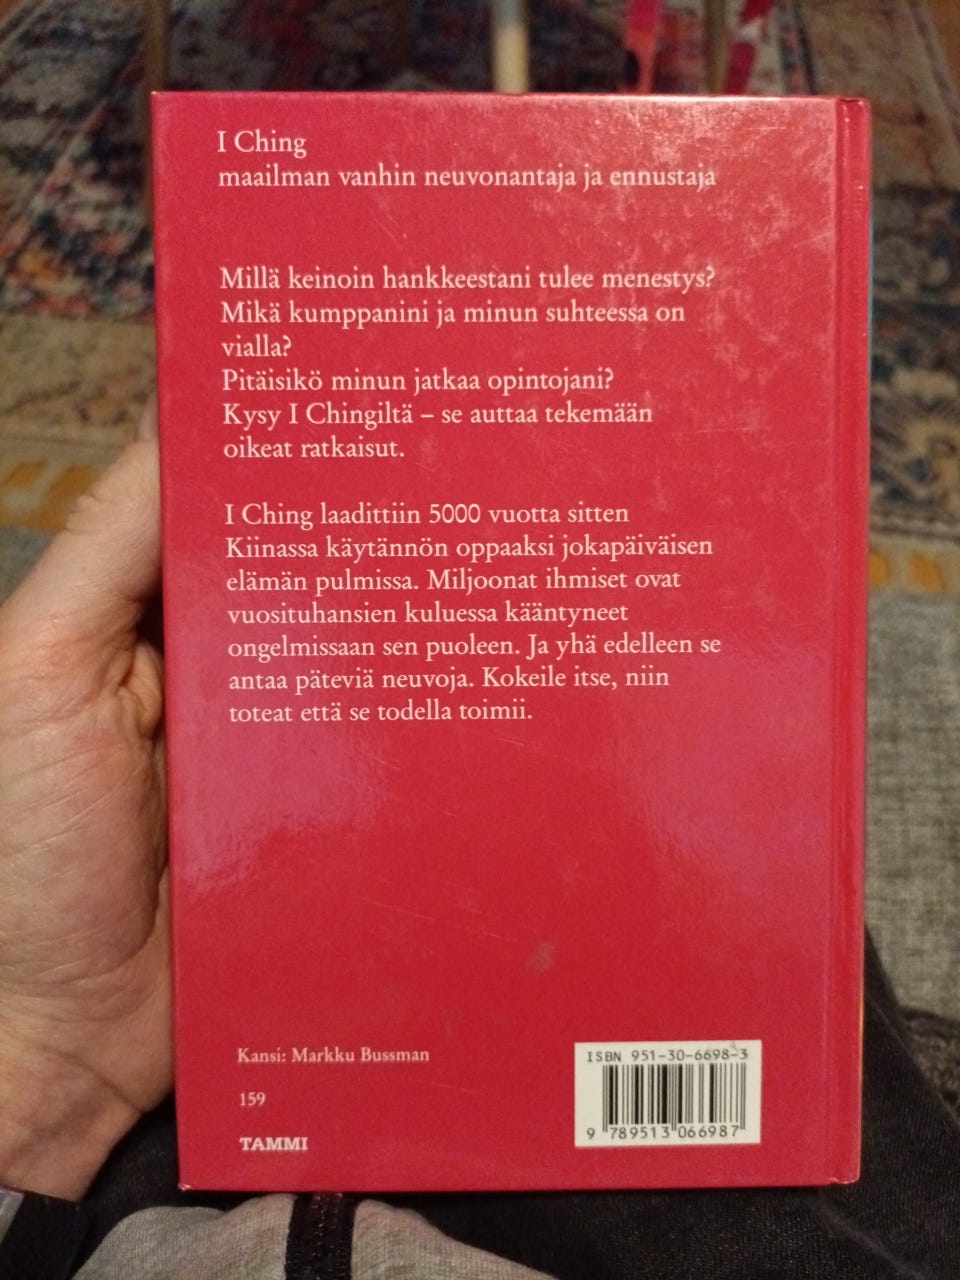 I Ching
maailman vanhin neuvonantaja ja ennustaja
Millä keinoin hankkeestani tulee menestys?
Mikä kumppanini ja minun suhteessa on
vialla?
Pitäisikö minun jatkaa opintojani?
Kysy I Chingiltä – se auttaa tekemään
oikeat ratkaisut.
I Ching laadittiin 5000 vuotta sitten
Kiinassa käytännön oppaaksi jokapäiväisen
elämän pulmissa. Miljoonat ihmiset ovat
vuosituhansien kuluessa kääntyneet
ongelmissaan sen puoleen. Ja yhä edelleen se
antaa päteviä neuvoja. Kokeile itse, niin
toteat että se todella toimii.
Kansi: Markku Bussman
159
TAMMI
ISBN 951-30-6698-3
9 789513 066987